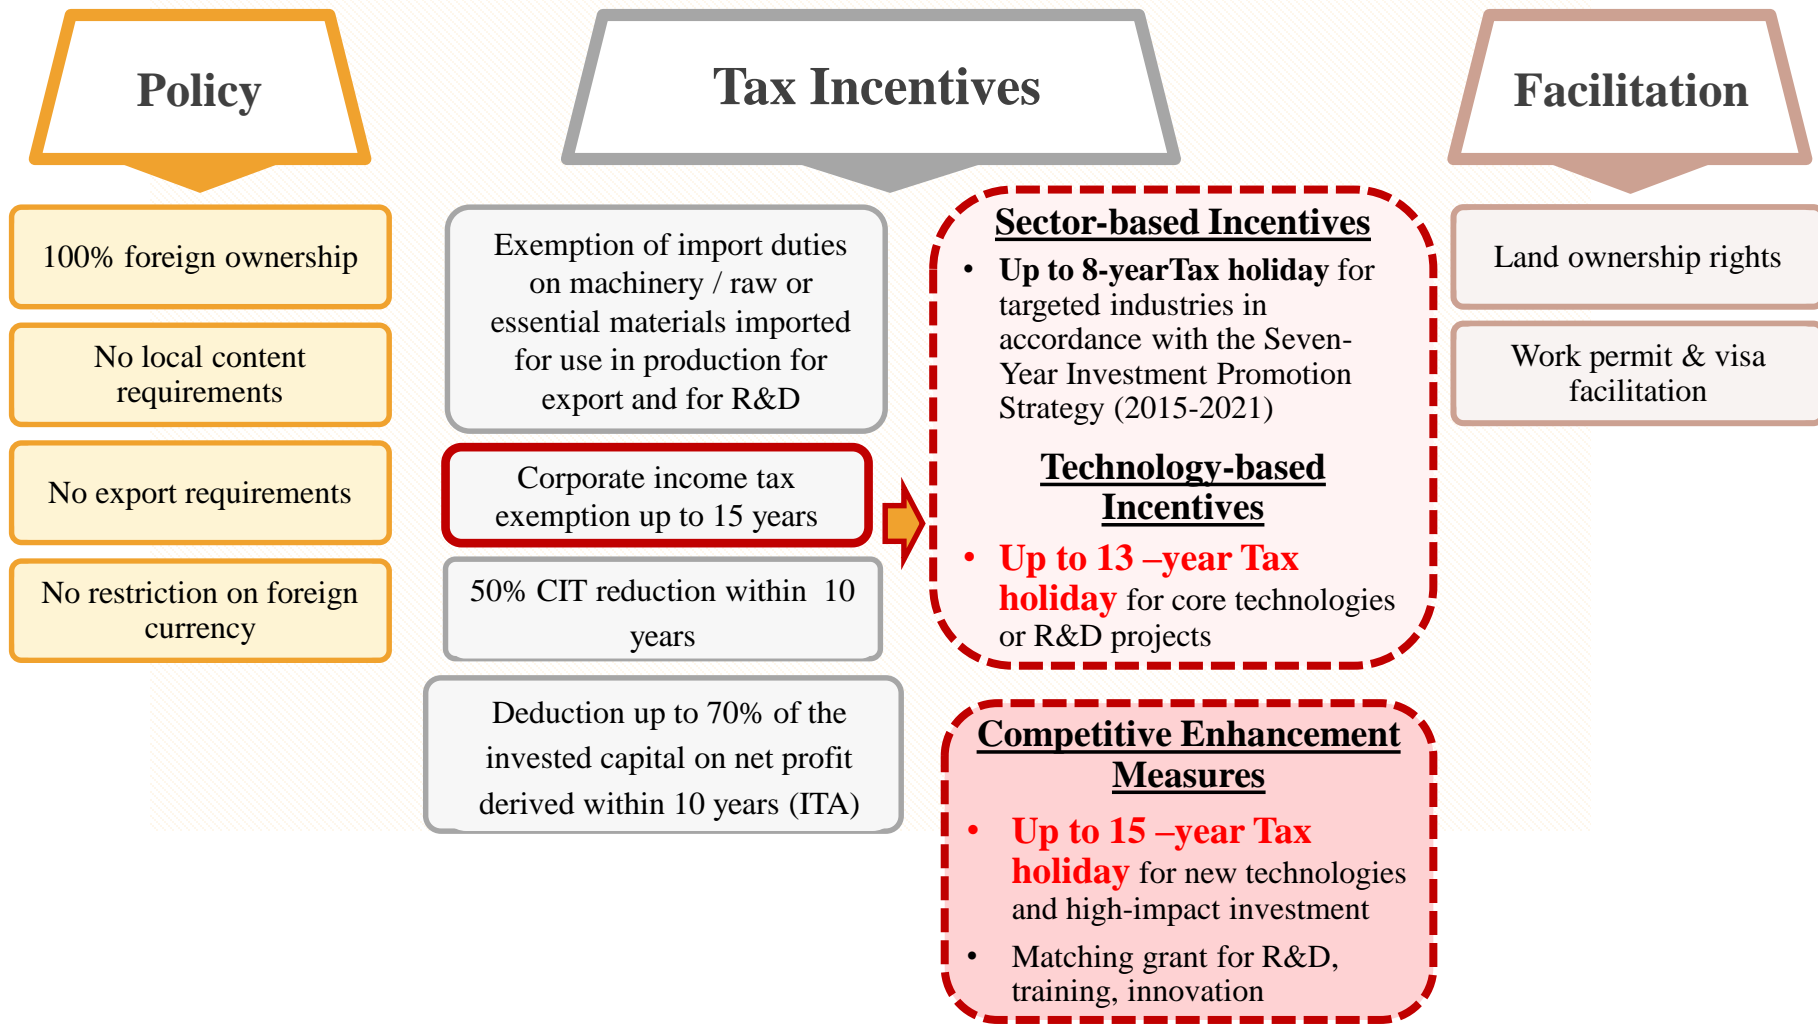 Policy
100% foreign ownership
No local content
requirements
No export requirements
No restriction on foreign
currency
Tax Incentives
Exemption of import duties
on machinery / raw or
essential materials imported
for use in production for
export and for R&D
Corporate income tax
exemption up to 15 years
50% CIT reduction within 10
years
Deduction up to 70% of the
invested capital on net profit
derived within 10 years (ITA)
Sector-based Incentives
• Up to 8-yearTax holiday for
targeted industries in
accordance with the Seven-
Year Investment Promotion
Strategy (2015-2021)
Technology-based
Incentives
• Up to 13 –year Tax
holiday for core technologies
or R&D projects
Competitive Enhancement
Measures
• Up to 15 –year Tax
holiday for new technologies
and high-impact investment
• Matching grant for R&D,
training, innovation
Facilitation
Land ownership rights
Work permit & visa
facilitation